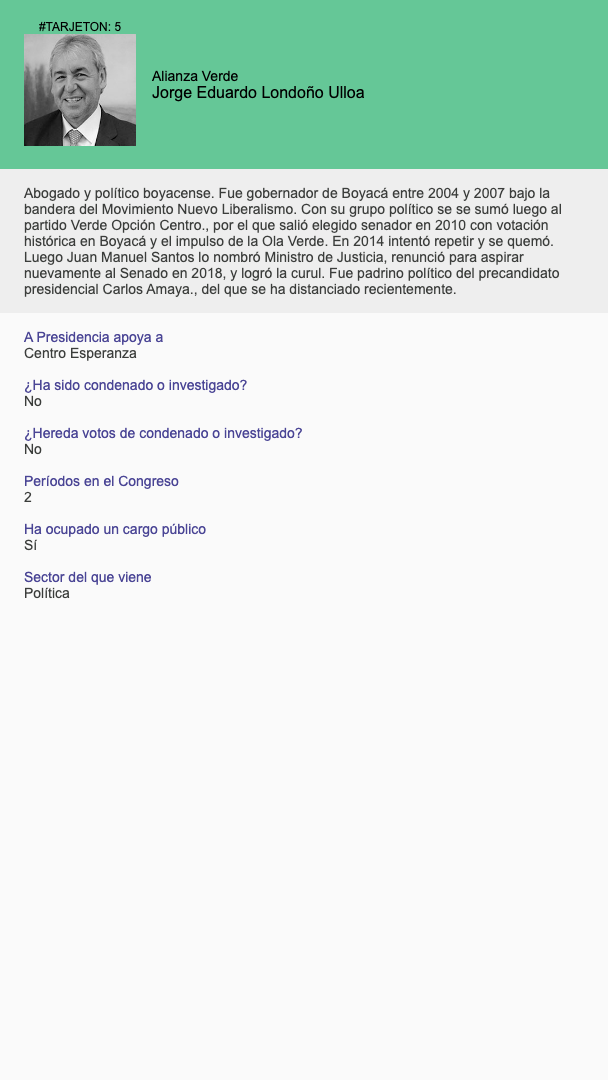 #TARJETON: 5
Alianza Verde
Jorge Eduardo Londoño Ulloa
Abogado y político boyacense. Fue gobernador de Boyacá entre 2004 y 2007 bajo la
bandera del Movimiento Nuevo Liberalismo. Con su grupo político se se sumó luego al
partido Verde Opción Centro., por el que salió elegido senador en 2010 con votación
histórica en Boyacá y el impulso de la Ola Verde. En 2014 intentó repetir y se quemó.
Luego Juan Manuel Santos lo nombró Ministro de Justicia, renunció para aspirar
nuevamente al Senado en 2018, y logró la curul. Fue padrino político del precandidato
presidencial Carlos Amaya., del que se ha distanciado recientemente.
A Presidencia apoya a
Centro Esperanza
¿Ha sido condenado o investigado?
No
¿Hereda votos de condenado o investigado?
No
Períodos en el Congreso
2
Ha ocupado un cargo público
Sí
Sector del que viene
Política